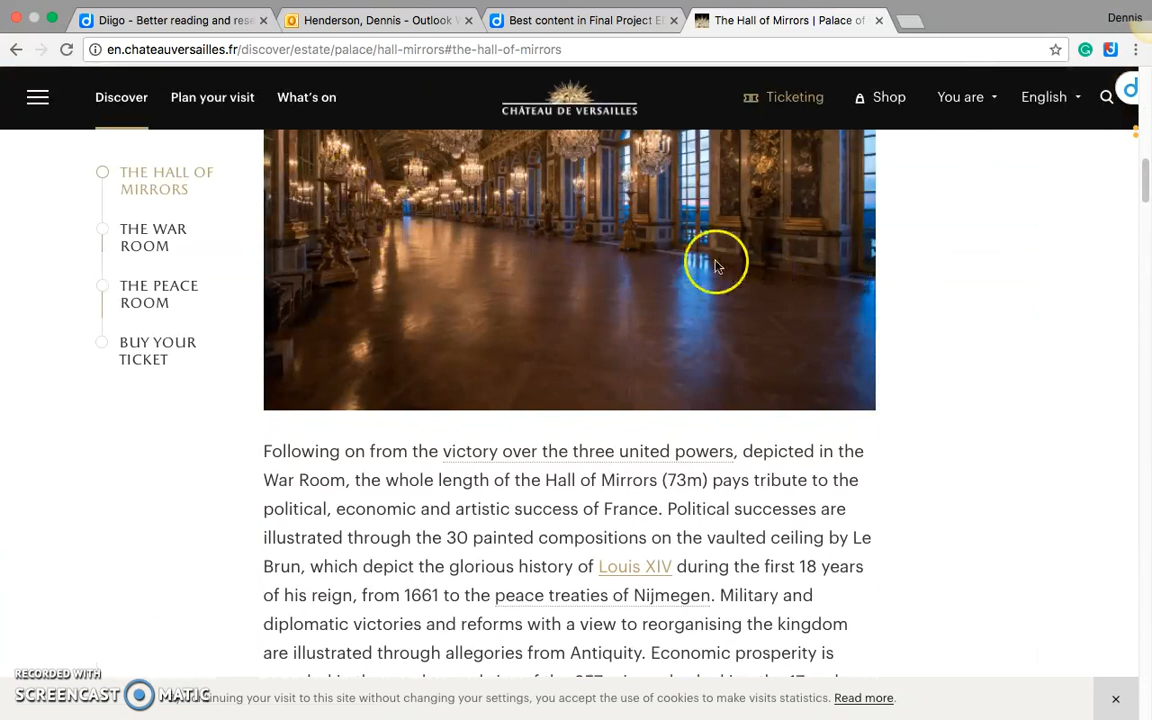 Diigo - Better reading and rese
Henderson, Dennis - Outlook W
Best content in Final Project E
The Hall of Mirrors | Palace of
Dennis
en.chateauversailles.fr/discover/estate/palace/hall-mirrors#the-hall-of-mirrors
Discover
Plan your visit
What's on
CHÂTEAU DE VERSAILLES
Ticketing
Shop
You are
English
THE HALL OF
MIRRORS
THE WAR
ROOM
THE PEACE
ROOM
BUY YOUR
TICKET
Following on from the victory over the three united powers, depicted in the
War Room, the whole length of the Hall of Mirrors (73m) pays tribute to the
political, economic and artistic success of France. Political successes are
illustrated through the 30 painted compositions on the vaulted ceiling by Le
Brun, which depict the glorious history of Louis XIV during the first 18 years
of his reign, from 1661 to the peace treaties of Nijmegen. Military and
diplomatic victories and reforms with a view to reorganising the kingdom
are illustrated through allegories from Antiquity. Economic prosperity is
RECORDED WITH
SCREENCAST MATIC
continuing your visit to this site without changing your settings, you accept the use of cookies to make visits statistics. Read more.